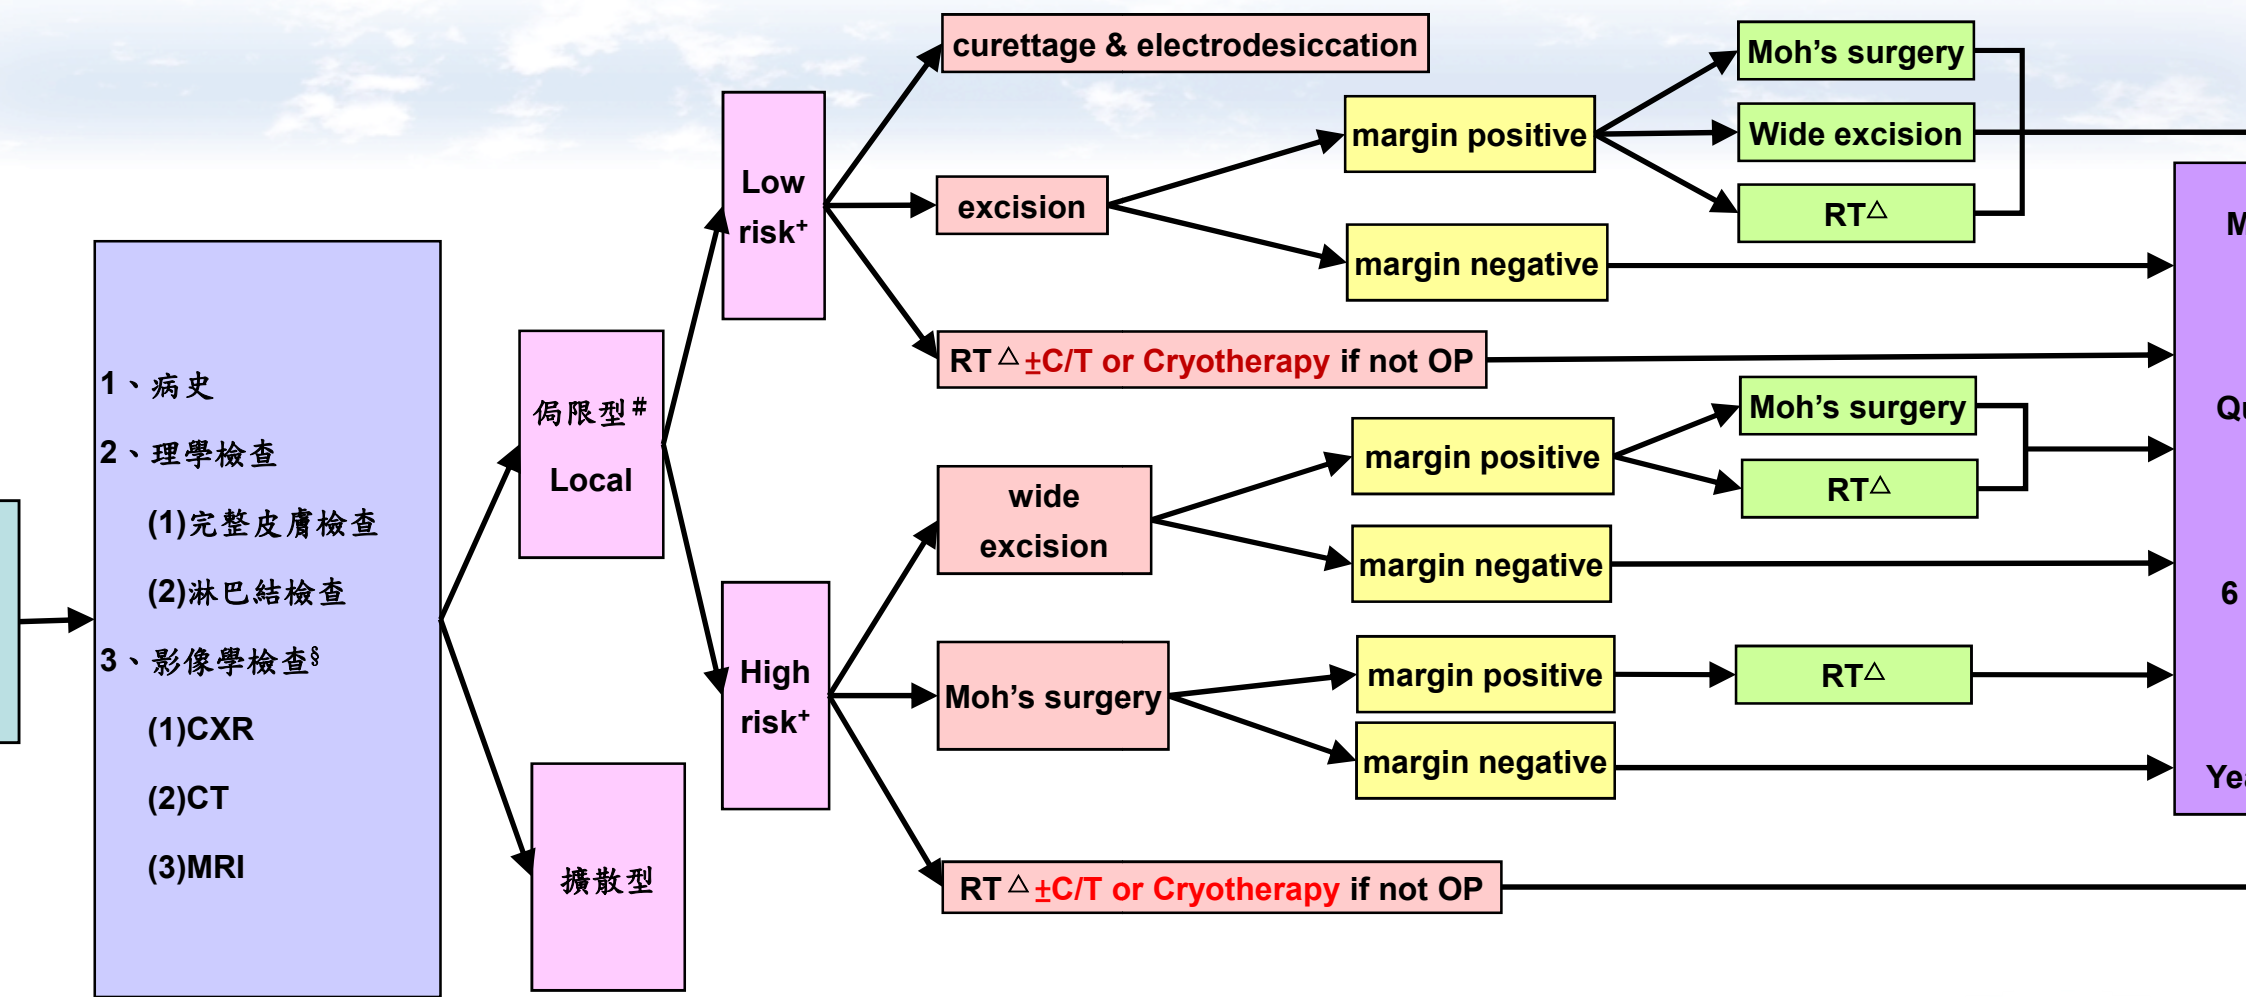 1、病史
2、理學檢查
(1)完整皮膚檢查
(2)淋巴結檢查
3、影像學檢查§
(1)CXR
(2)CT
(3)MRI
侷限型#
Local
擴散型
Low
risk+
High
risk+
curettage & electrodesiccation
excision
RT△±C/T or Cryotherapy if not OP
wide
excision
Moh's surgery
RT△±C/T or Cryotherapy if not OP
margin positive
margin negative
margin positive
margin negative
margin positive
margin negative
Moh's surgery
Wide excision
RT△
Moh's surgery
RT△
RT△
6